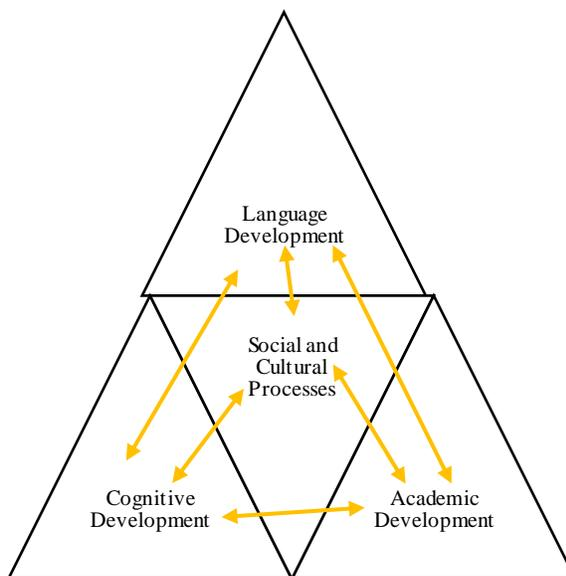 Language
Development
Social and
Cultural
Processes
Cognitive
Development
Academic
Development